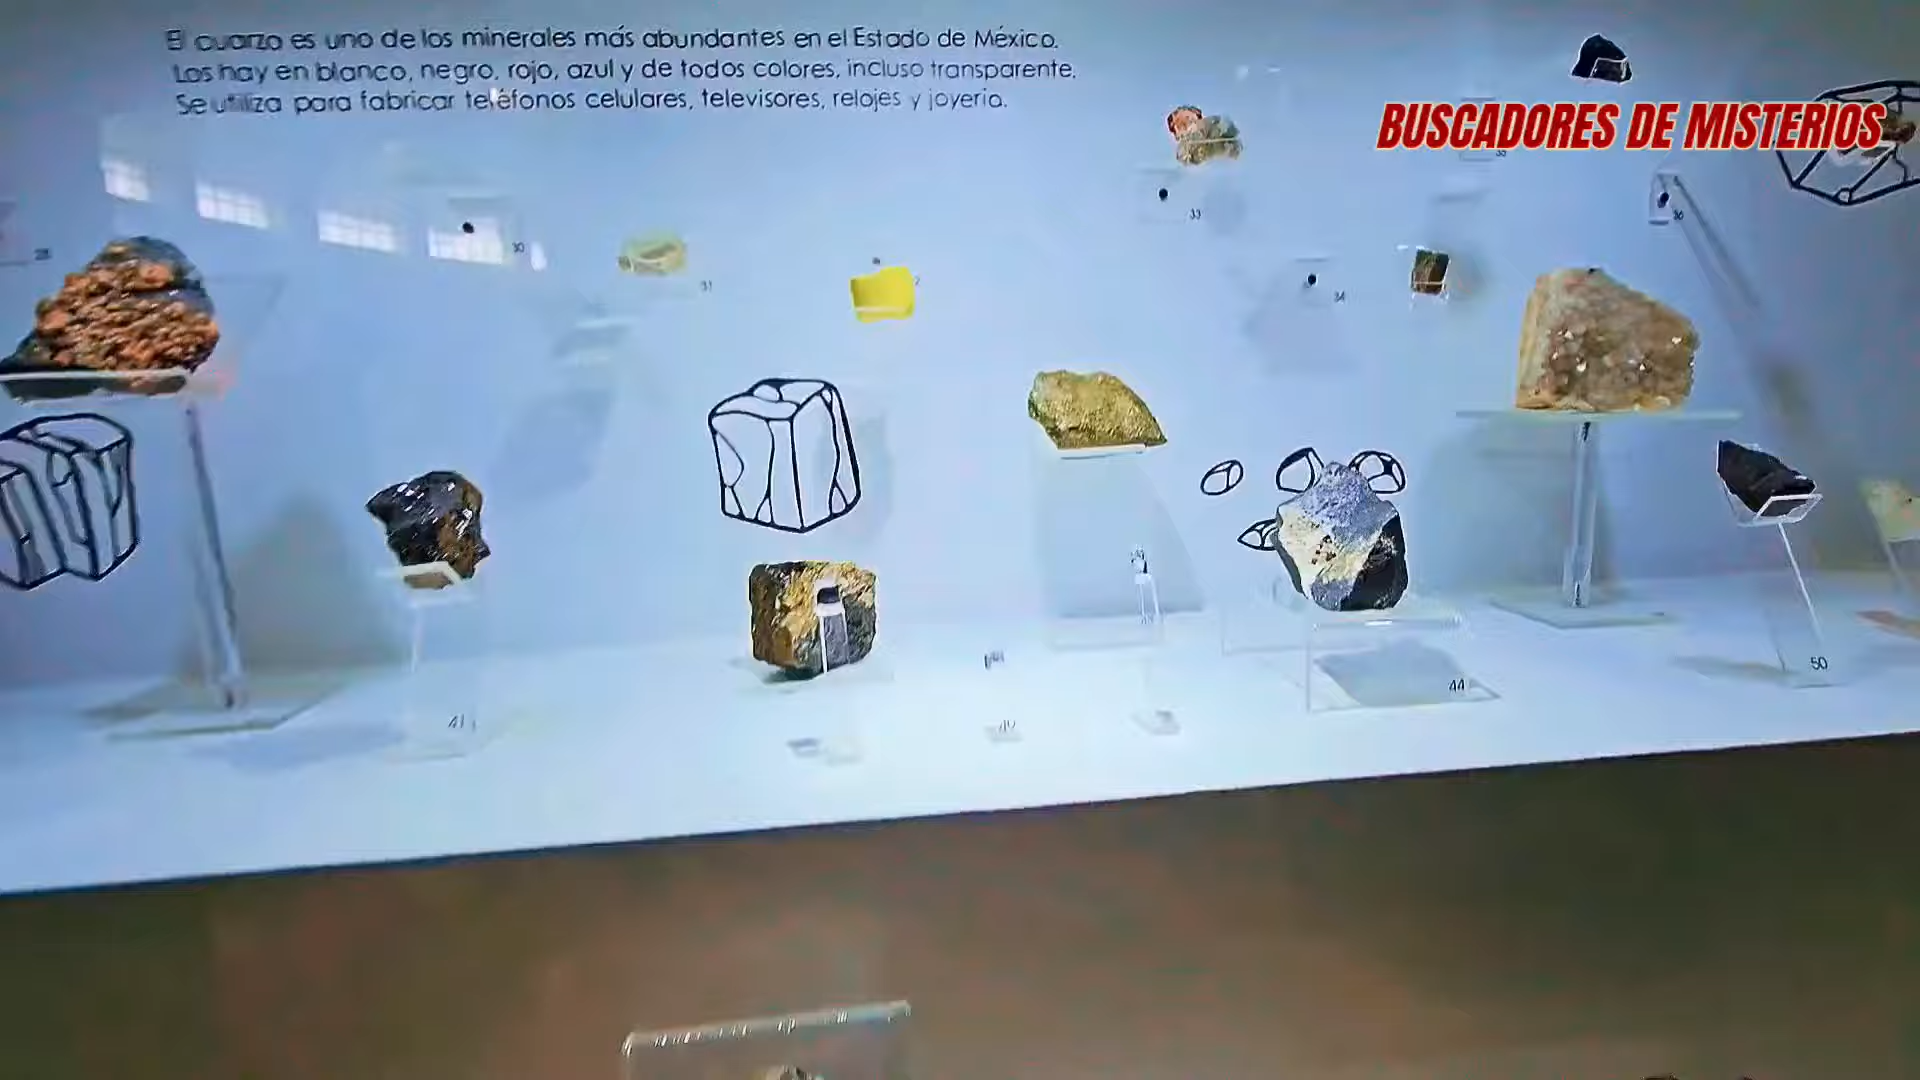 El cuarzo es uno de los minerales más abundantes en el Estado de México.
Los hay en blanco, negro, rojo, azul y de todos colores, incluso transparente.
Se utiliza para fabricar teléfonos celulares, televisores, relojes y joyería.
BUSCADORES DE MISTERIOS
33
30
31
34
36
50
44
41